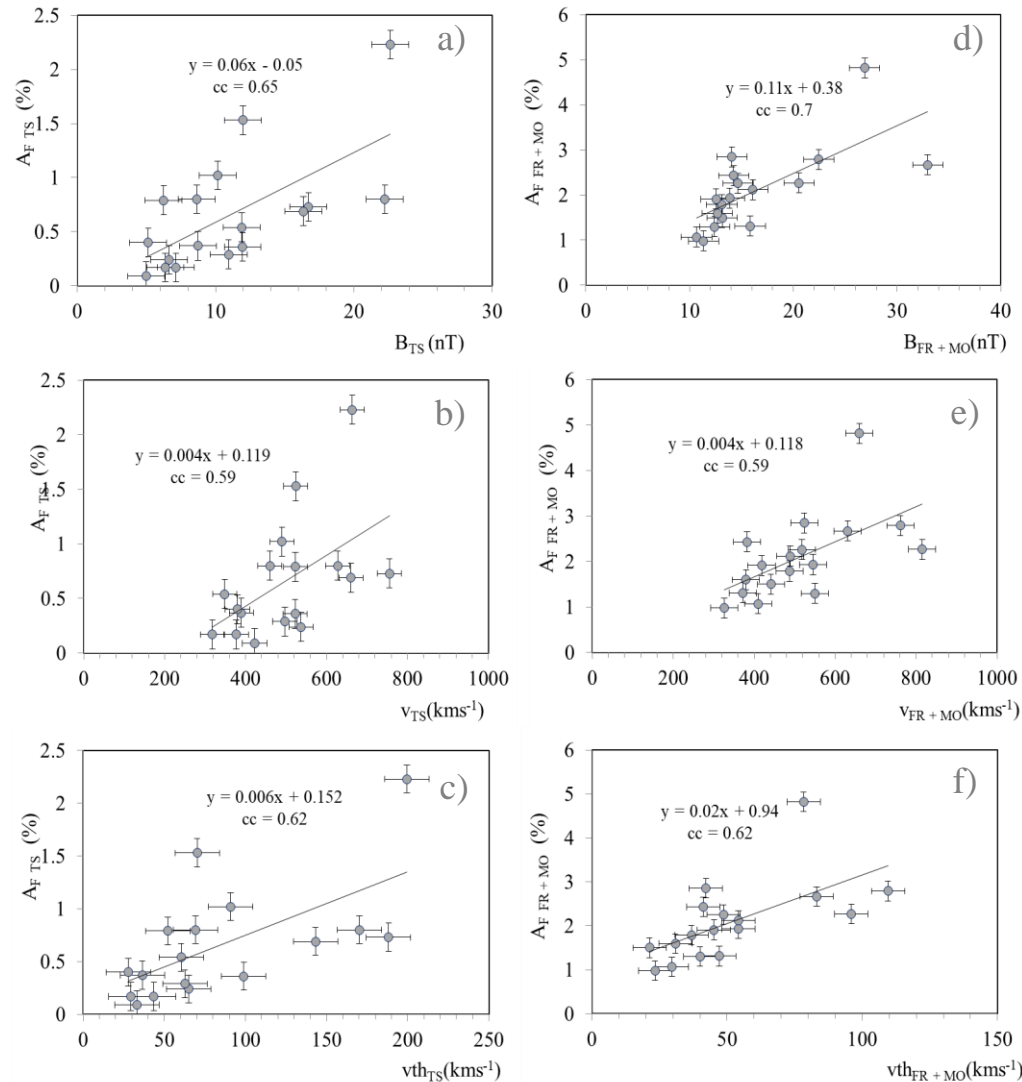 a)
y = 0.06x - 0.05
cc = 0.65
A_F TS (%)
2.5
2
1.5
1
0.5
0
0 10 20 30
B_TS (nT)
d)
y = 0.11x + 0.38
cc = 0.7
A_F FR + MO (%)
6
5
4
3
2
1
0
0 10 20 30 40
B_FR + MO (nT)
b)
y = 0.004x + 0.119
cc = 0.59
A_F TS (%)
2.5
2
1.5
1
0.5
0
0 200 400 600 800 1000
v_TS(kms⁻¹)
e)
y = 0.004x + 0.118
cc = 0.59
A_F FR + MO (%)
6
5
4
3
2
1
0
0 200 400 600 800 1000
v_FR + MO(kms⁻¹)
c)
y = 0.006x + 0.152
cc = 0.62
A_F TS (%)
2.5
2
1.5
1
0.5
0
0 50 100 150 200 250
vth_TS(kms⁻¹)
f)
y = 0.02x + 0.94
cc = 0.62
A_F FR + MO (%)
6
5
4
3
2
1
0
0 50 100 150
vth_FR + MO(kms⁻¹)